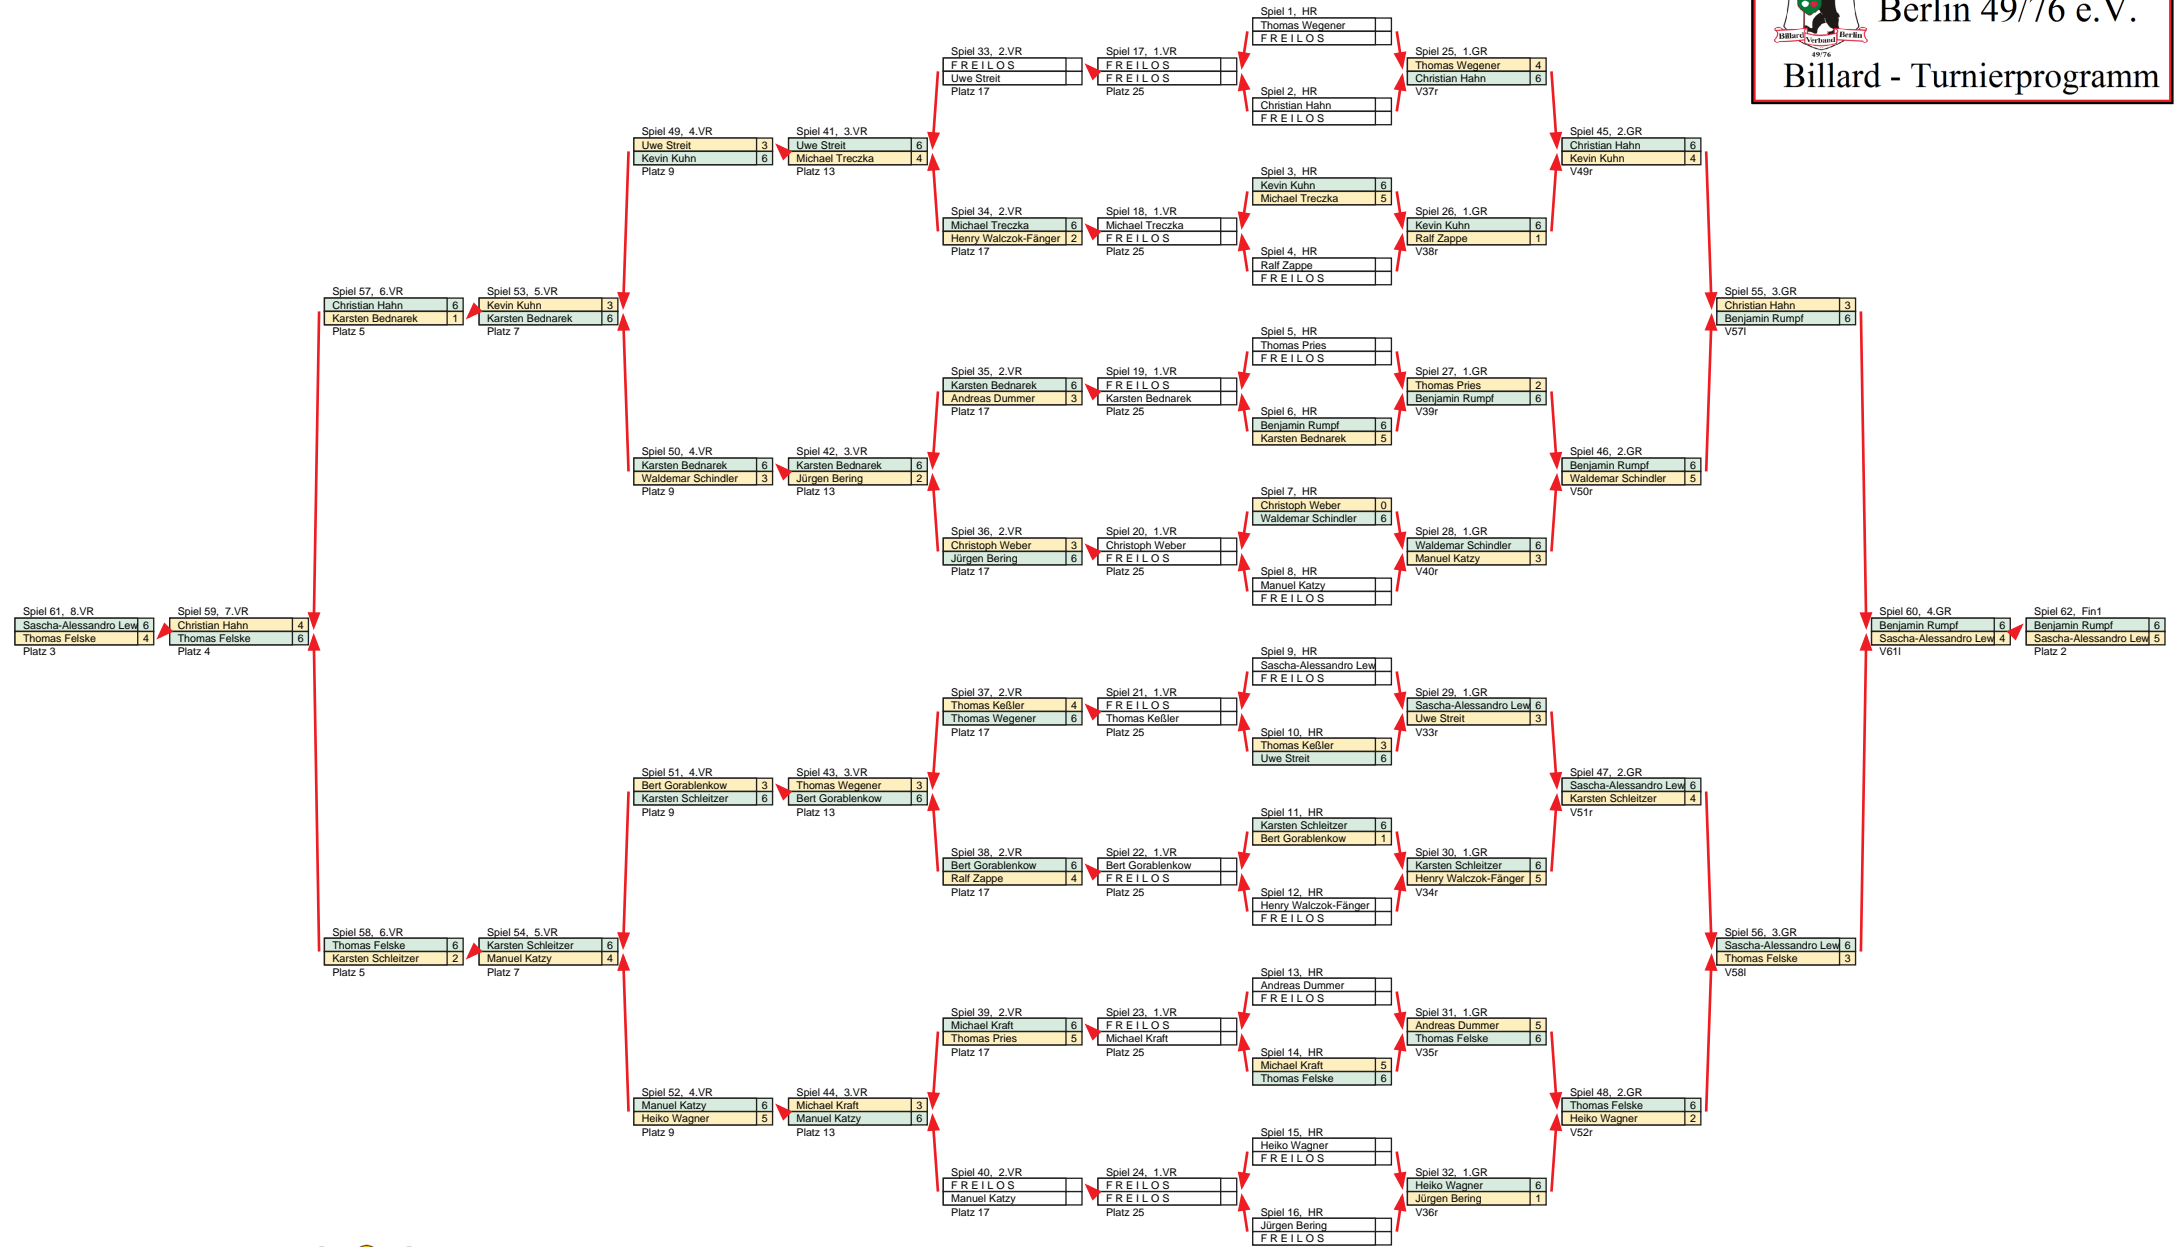 Berlin 49/76 e.V.
Billard Verband Berlin
49/76
Billard - Turnierprogramm
Spiel 61, 8.VR
Sascha-Alessandro Lew 6
Thomas Felske 4
Platz 3
Spiel 59, 7.VR
Christian Hahn 4
Thomas Felske 6
Platz 4
Spiel 57, 6.VR
Christian Hahn 6
Karsten Bednarek 1
Platz 5
Spiel 58, 6.VR
Thomas Felske 6
Karsten Schleitzer 2
Platz 5
Spiel 53, 5.VR
Kevin Kuhn 3
Karsten Bednarek 6
Platz 7
Spiel 54, 5.VR
Karsten Schleitzer 6
Manuel Katzy 4
Platz 7
Spiel 49, 4.VR
Uwe Streit 3
Kevin Kuhn 6
Platz 9
Spiel 50, 4.VR
Karsten Bednarek 6
Waldemar Schindler 3
Platz 9
Spiel 51, 4.VR
Bert Gorablenkow 3
Karsten Schleitzer 6
Platz 9
Spiel 52, 4.VR
Manuel Katzy 6
Heiko Wagner 5
Platz 9
Spiel 41, 3.VR
Uwe Streit 6
Michael Treczka 4
Platz 13
Spiel 42, 3.VR
Karsten Bednarek 6
Jürgen Bering 2
Platz 13
Spiel 43, 3.VR
Thomas Wegener 3
Bert Gorablenkow 6
Platz 13
Spiel 44, 3.VR
Michael Kraft 3
Manuel Katzy 6
Platz 13
Spiel 33, 2.VR
F R E I L O S
Uwe Streit
Platz 17
Spiel 34, 2.VR
Michael Treczka 6
Henry Walczok-Fänger 2
Platz 17
Spiel 35, 2.VR
Karsten Bednarek 6
Andreas Dummer 3
Platz 17
Spiel 36, 2.VR
Christoph Weber 3
Jürgen Bering 6
Platz 17
Spiel 37, 2.VR
Thomas Keßler 4
Thomas Wegener 6
Platz 17
Spiel 38, 2.VR
Bert Gorablenkow 6
Ralf Zappe 4
Platz 17
Spiel 39, 2.VR
Michael Kraft 6
Thomas Pries 5
Platz 17
Spiel 40, 2.VR
F R E I L O S
Manuel Katzy
Platz 17
Spiel 17, 1.VR
F R E I L O S
F R E I L O S
Platz 25
Spiel 18, 1.VR
Michael Treczka
F R E I L O S
Platz 25
Spiel 19, 1.VR
F R E I L O S
Karsten Bednarek
Platz 25
Spiel 20, 1.VR
Christoph Weber
F R E I L O S
Platz 25
Spiel 21, 1.VR
F R E I L O S
Thomas Keßler
Platz 25
Spiel 22, 1.VR
Bert Gorablenkow
F R E I L O S
Platz 25
Spiel 23, 1.VR
F R E I L O S
Michael Kraft
Platz 25
Spiel 24, 1.VR
F R E I L O S
F R E I L O S
Platz 25
Spiel 1, HR
Thomas Wegener
F R E I L O S
Spiel 2, HR
Christian Hahn
F R E I L O S
Spiel 3, HR
Kevin Kuhn 6
Michael Treczka 5
Spiel 4, HR
Ralf Zappe
F R E I L O S
Spiel 5, HR
Thomas Pries
F R E I L O S
Spiel 6, HR
Benjamin Rumpf 6
Karsten Bednarek 5
Spiel 7, HR
Christoph Weber 0
Waldemar Schindler 6
Spiel 8, HR
Manuel Katzy
F R E I L O S
Spiel 9, HR
Sascha-Alessandro Lew
F R E I L O S
Spiel 10, HR
Thomas Keßler 3
Uwe Streit 6
Spiel 11, HR
Karsten Schleitzer 6
Bert Gorablenkow 1
Spiel 12, HR
Henry Walczok-Fänger
F R E I L O S
Spiel 13, HR
Andreas Dummer
F R E I L O S
Spiel 14, HR
Michael Kraft 5
Thomas Felske 6
Spiel 15, HR
Heiko Wagner
F R E I L O S
Spiel 16, HR
Jürgen Bering
F R E I L O S
Spiel 25, 1.GR
Thomas Wegener 4
Christian Hahn 6
V37r
Spiel 26, 1.GR
Kevin Kuhn 6
Ralf Zappe 1
V38r
Spiel 27, 1.GR
Thomas Pries 2
Benjamin Rumpf 6
V39r
Spiel 28, 1.GR
Waldemar Schindler 6
Manuel Katzy 3
V40r
Spiel 29, 1.GR
Sascha-Alessandro Lew 6
Uwe Streit 3
V33r
Spiel 30, 1.GR
Karsten Schleitzer 6
Henry Walczok-Fänger 5
V34r
Spiel 31, 1.GR
Andreas Dummer 5
Thomas Felske 6
V35r
Spiel 32, 1.GR
Heiko Wagner 6
Jürgen Bering 1
V36r
Spiel 45, 2.GR
Christian Hahn 6
Kevin Kuhn 4
V49r
Spiel 46, 2.GR
Benjamin Rumpf 6
Waldemar Schindler 5
V50r
Spiel 47, 2.GR
Sascha-Alessandro Lew 6
Karsten Schleitzer 4
V51r
Spiel 48, 2.GR
Thomas Felske 6
Heiko Wagner 2
V52r
Spiel 55, 3.GR
Christian Hahn 3
Benjamin Rumpf 6
V57l
Spiel 56, 3.GR
Sascha-Alessandro Lew 6
Thomas Felske 3
V58l
Spiel 60, 4.GR
Benjamin Rumpf 6
Sascha-Alessandro Lew 4
V61l
Spiel 62, Fin1
Benjamin Rumpf 6
Sascha-Alessandro Lew 5
Platz 2